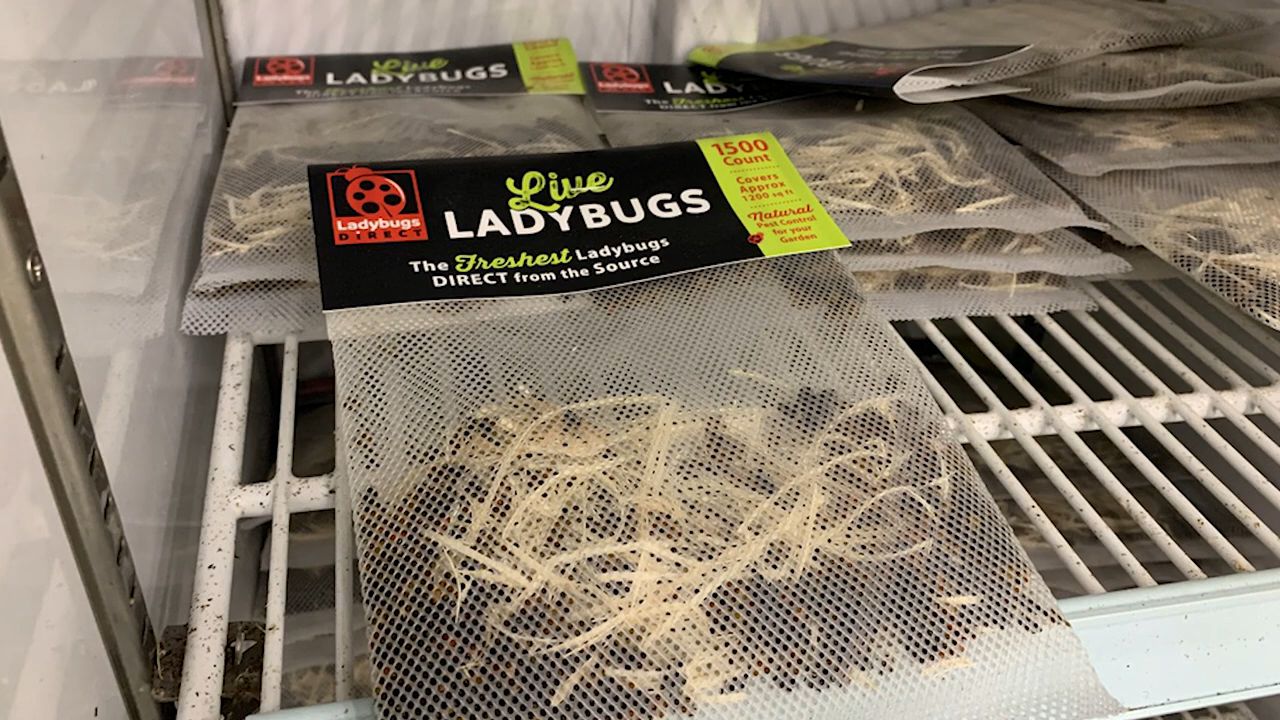 Live
LADYBUGS
Live
LADYBUGS
Ladybugs
DIRECT
The Freshest Ladybugs
DIRECT from the Source
1500
Count
Covers
Approx
1200 sq ft
Natural
Pest Control
for your
Garden